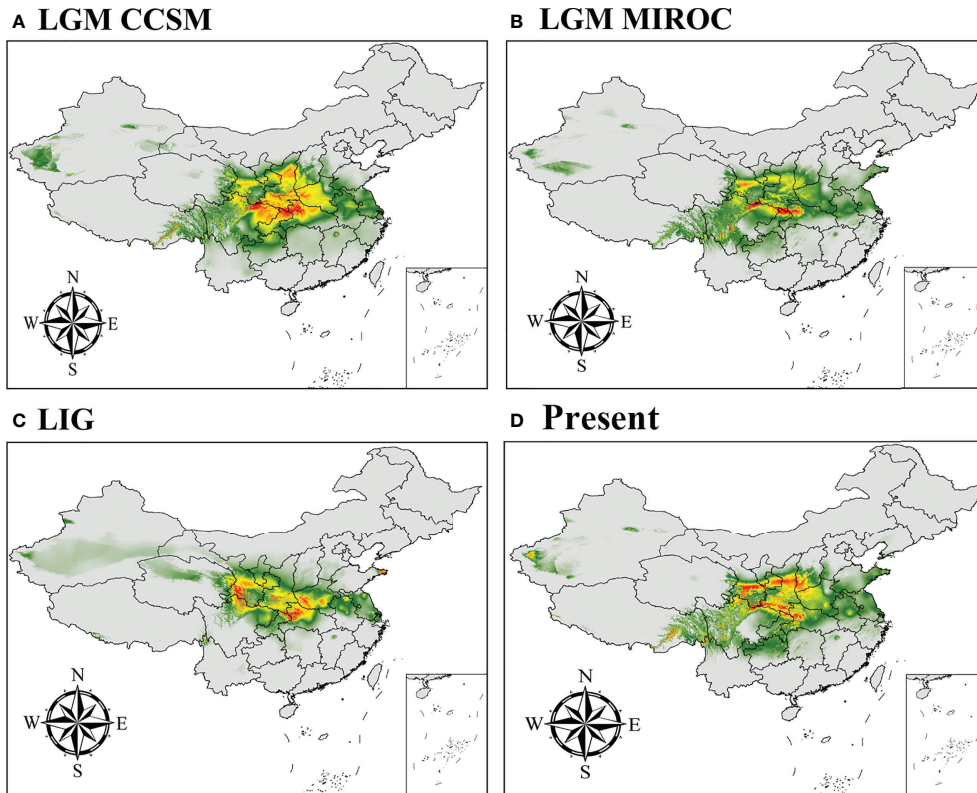 A LGM CCSM
B LGM MIROC
N
W E
S
N
W E
S
C LIG
D Present
N
W E
S
N
W E
S